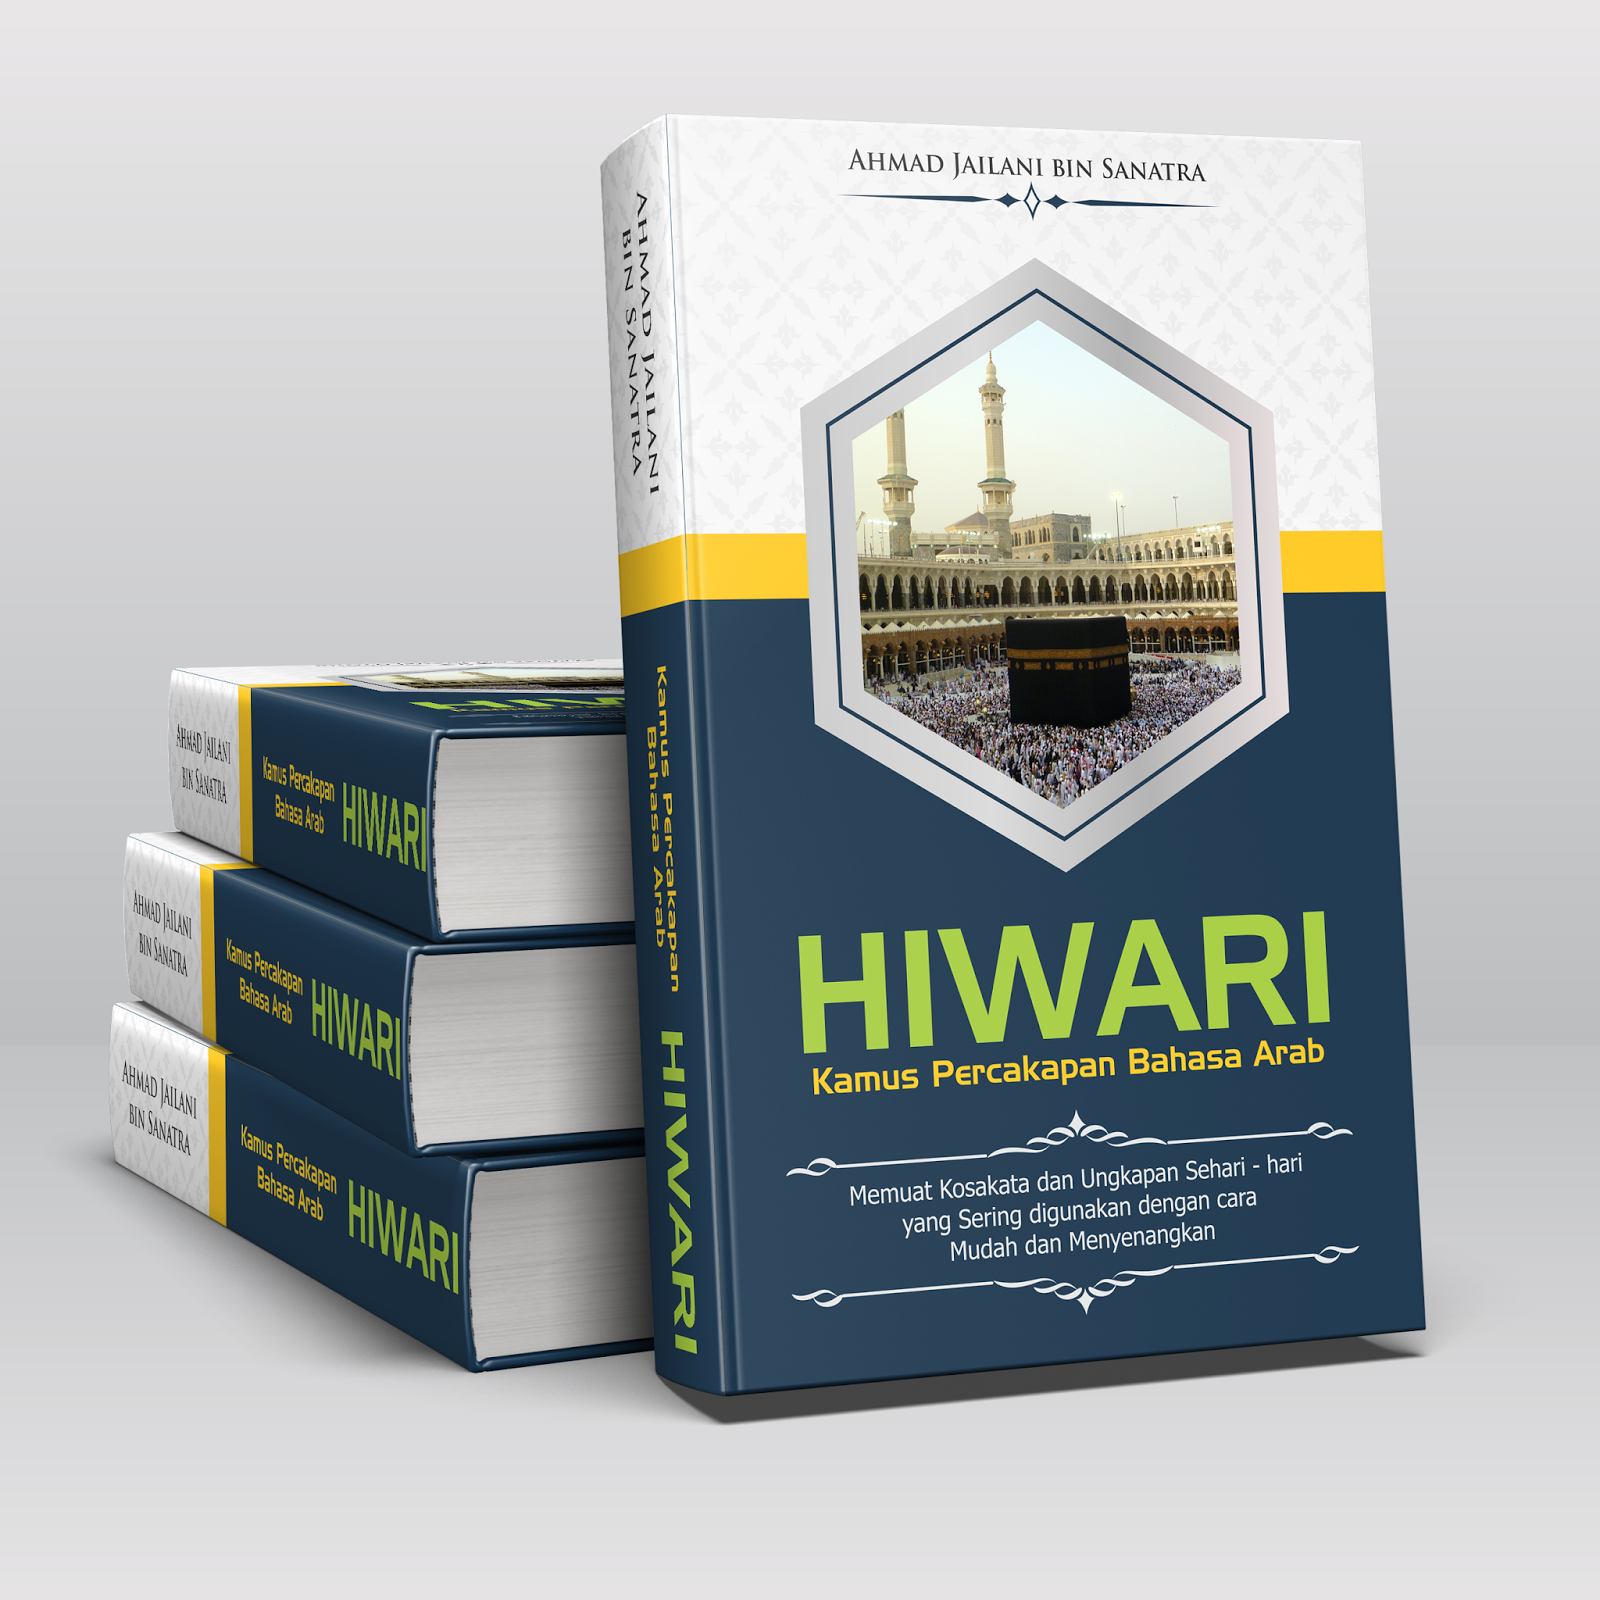 AHMAD JAILANI BIN SANATRA
HIWARI
Kamus Percakapan Bahasa Arab
Memuat Kosakata dan Ungkapan Sehari - hari
yang Sering digunakan dengan cara
Mudah dan Menyenangkan
AHMAD JAILANI
BIN SANATRA
Kamus Percakapan
Bahasa Arab
HIWARI
AHMAD JAILANI
BIN SANATRA
Kamus Percakapan
Bahasa Arab
HIWARI
AHMAD JAILANI
BIN SANATRA
Kamus Percakapan
Bahasa Arab
HIWARI
AHMAD JAILANI
BIN SANATRA
Kamus Percakapan
Bahasa Arab
HIWARI